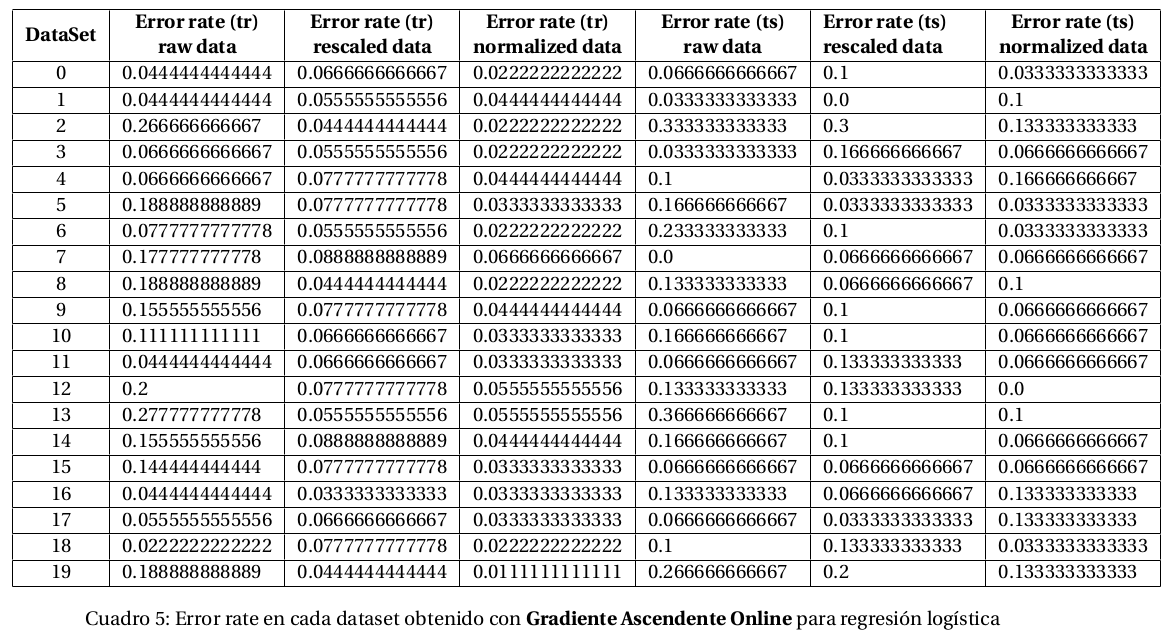 DataSet Error rate (tr) raw data Error rate (tr) rescaled data Error rate (tr) normalized data Error rate (ts) raw data Error rate (ts) rescaled data Error rate (ts) normalized data
0 0.0444444444444 0.0666666666667 0.0222222222222 0.0666666666667 0.1 0.0333333333333
1 0.0444444444444 0.0555555555556 0.0444444444444 0.0333333333333 0.0 0.1
2 0.266666666667 0.0444444444444 0.0222222222222 0.333333333333 0.3 0.133333333333
3 0.0666666666667 0.0555555555556 0.0222222222222 0.0333333333333 0.166666666667 0.0666666666667
4 0.0666666666667 0.0777777777778 0.0444444444444 0.1 0.0333333333333 0.166666666667
5 0.188888888889 0.0777777777778 0.0333333333333 0.166666666667 0.0333333333333 0.0333333333333
6 0.0777777777778 0.0555555555556 0.0222222222222 0.233333333333 0.1 0.0333333333333
7 0.177777777778 0.0888888888889 0.0666666666667 0.0 0.0666666666667 0.0666666666667
8 0.188888888889 0.0444444444444 0.0222222222222 0.133333333333 0.0666666666667 0.1
9 0.155555555556 0.0777777777778 0.0444444444444 0.0666666666667 0.1 0.0666666666667
10 0.111111111111 0.0666666666667 0.0333333333333 0.166666666667 0.1 0.0666666666667
11 0.0444444444444 0.0666666666667 0.0333333333333 0.0666666666667 0.133333333333 0.0666666666667
12 0.2 0.0777777777778 0.0555555555556 0.133333333333 0.133333333333 0.0
13 0.277777777778 0.0555555555556 0.0555555555556 0.366666666667 0.1 0.1
14 0.155555555556 0.0888888888889 0.0444444444444 0.166666666667 0.1 0.0666666666667
15 0.144444444444 0.0777777777778 0.0333333333333 0.0666666666667 0.0666666666667 0.0666666666667
16 0.0444444444444 0.0333333333333 0.0333333333333 0.133333333333 0.0666666666667 0.133333333333
17 0.0555555555556 0.0666666666667 0.0333333333333 0.0666666666667 0.0333333333333 0.133333333333
18 0.0222222222222 0.0777777777778 0.0222222222222 0.1 0.133333333333 0.0333333333333
19 0.188888888889 0.0444444444444 0.0111111111111 0.266666666667 0.2 0.133333333333
Cuadro 5: Error rate en cada dataset obtenido con Gradiente Ascendente Online para regresión logística